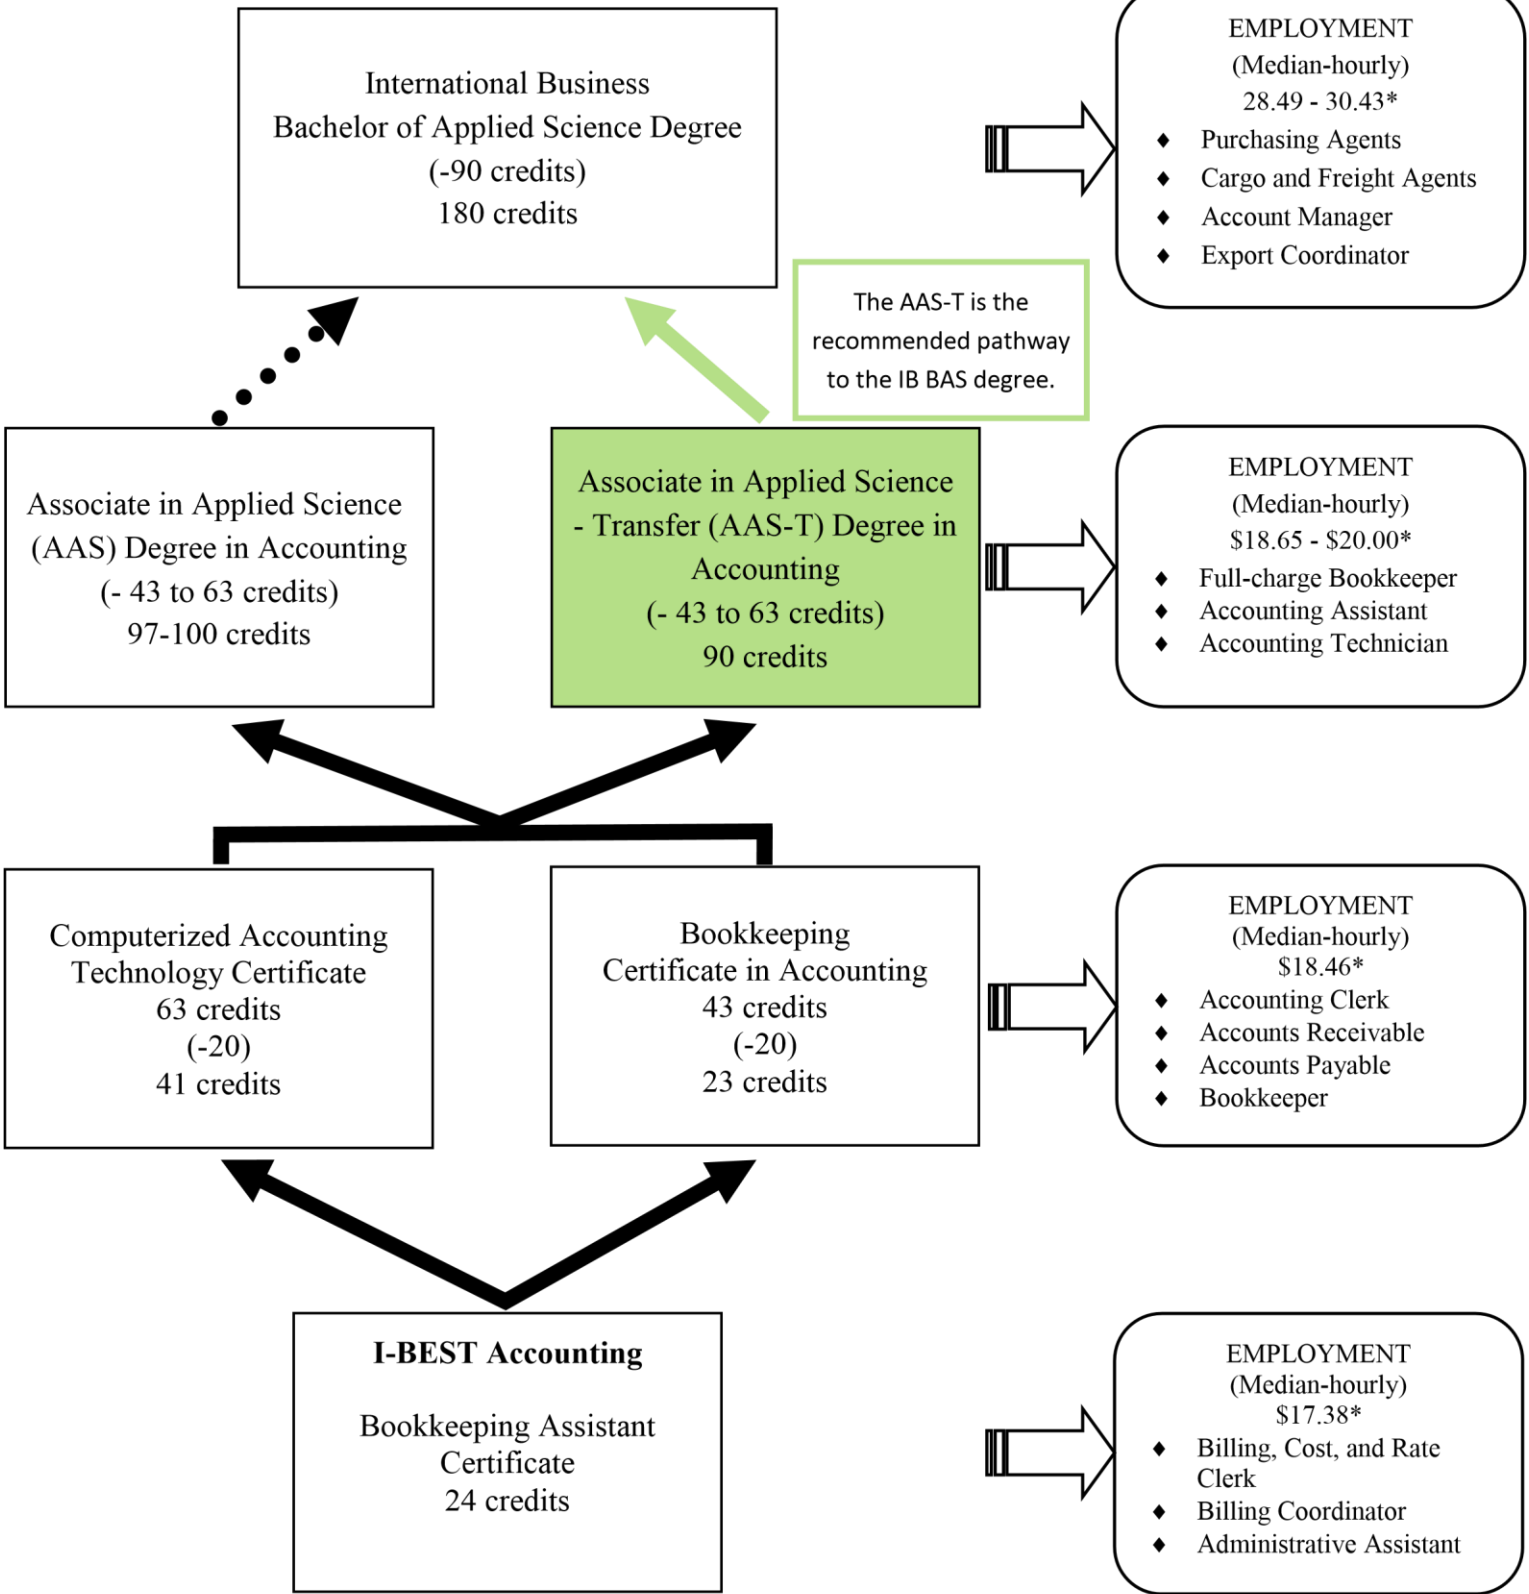 International Business
Bachelor of Applied Science Degree
(-90 credits)
180 credits
EMPLOYMENT
(Median-hourly)
28.49 - 30.43*
♦ Purchasing Agents
♦ Cargo and Freight Agents
♦ Account Manager
♦ Export Coordinator
The AAS-T is the
recommended pathway
to the IB BAS degree.
Associate in Applied Science
(AAS) Degree in Accounting
(- 43 to 63 credits)
97-100 credits
Associate in Applied Science
- Transfer (AAS-T) Degree in
Accounting
(- 43 to 63 credits)
90 credits
EMPLOYMENT
(Median-hourly)
$18.65 - $20.00*
♦ Full-charge Bookkeeper
♦ Accounting Assistant
♦ Accounting Technician
Computerized Accounting
Technology Certificate
63 credits
(-20)
41 credits
Bookkeeping
Certificate in Accounting
43 credits
(-20)
23 credits
EMPLOYMENT
(Median-hourly)
$18.46*
♦ Accounting Clerk
♦ Accounts Receivable
♦ Accounts Payable
♦ Bookkeeper
I-BEST Accounting
Bookkeeping Assistant
Certificate
24 credits
EMPLOYMENT
(Median-hourly)
$17.38*
♦ Billing, Cost, and Rate
Clerk
♦ Billing Coordinator
♦ Administrative Assistant